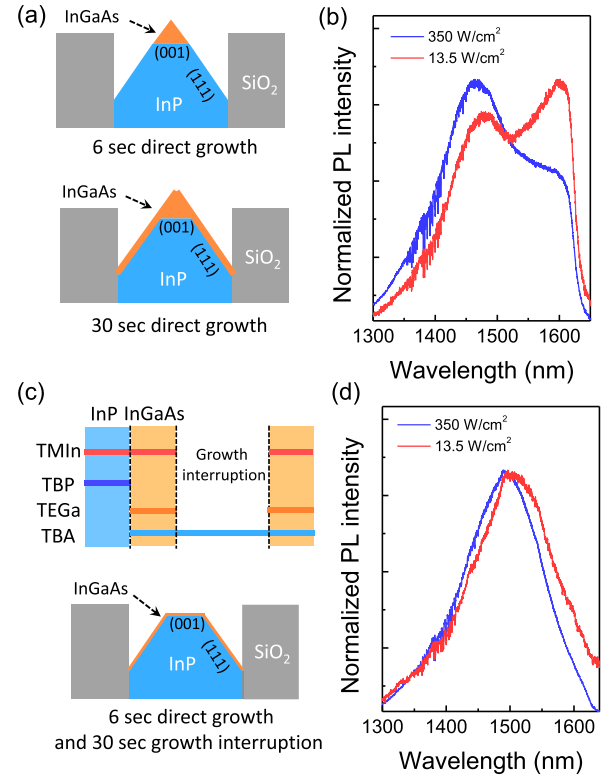 (a)
InGaAs
(001)
(111)
InP
SiO2
6 sec direct growth
InGaAs
(001)
(111)
InP
SiO2
30 sec direct growth
(b)
350 W/cm2
13.5 W/cm2
Normalized PL intensity
1300 1400 1500 1600
Wavelength (nm)
(c)
InP InGaAs
TMIn
TBP
TEGa
TBA
Growth
interruption
InGaAs
(001)
(111)
InP
SiO2
6 sec direct growth
and 30 sec growth interruption
(d)
350 W/cm2
13.5 W/cm2
Normalized PL intensity
1300 1400 1500 1600
Wavelength (nm)